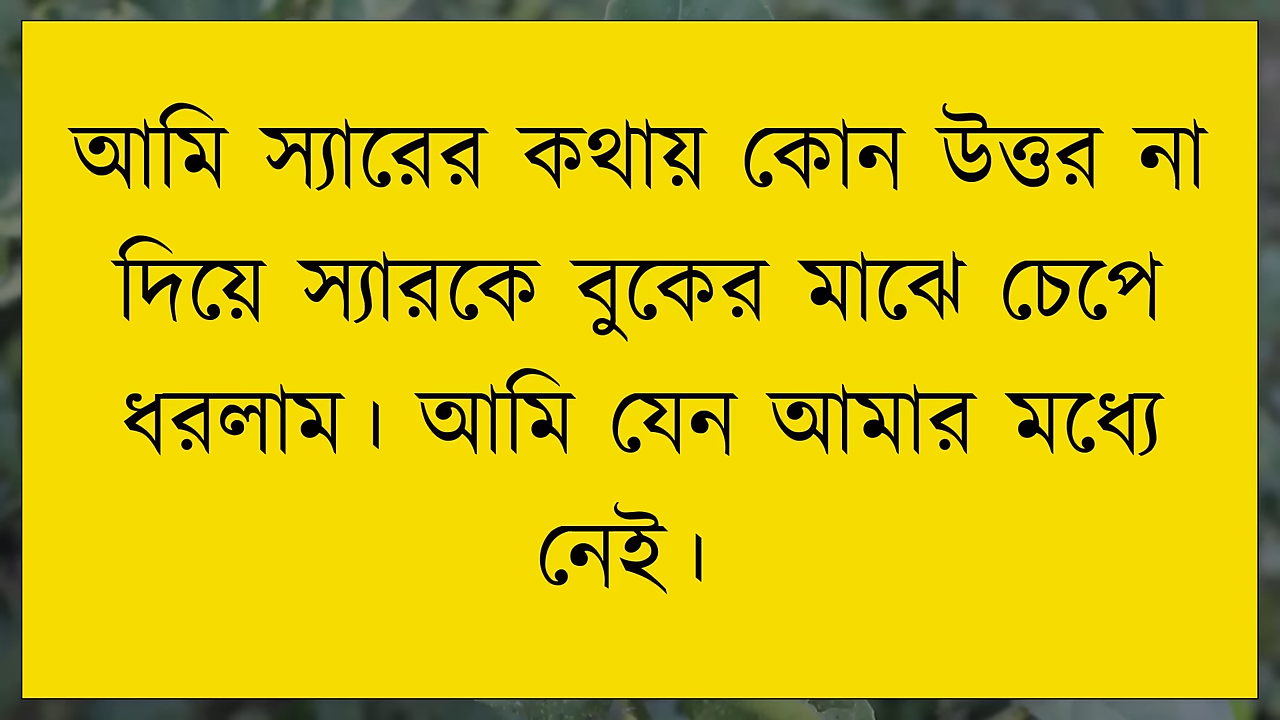 আমি স্যারের কথায় কোন উত্তর না
দিয়ে স্যারকে বুকের মাঝে চেপে
ধরলাম। আমি যেন আমার মধ্যে
নেই।